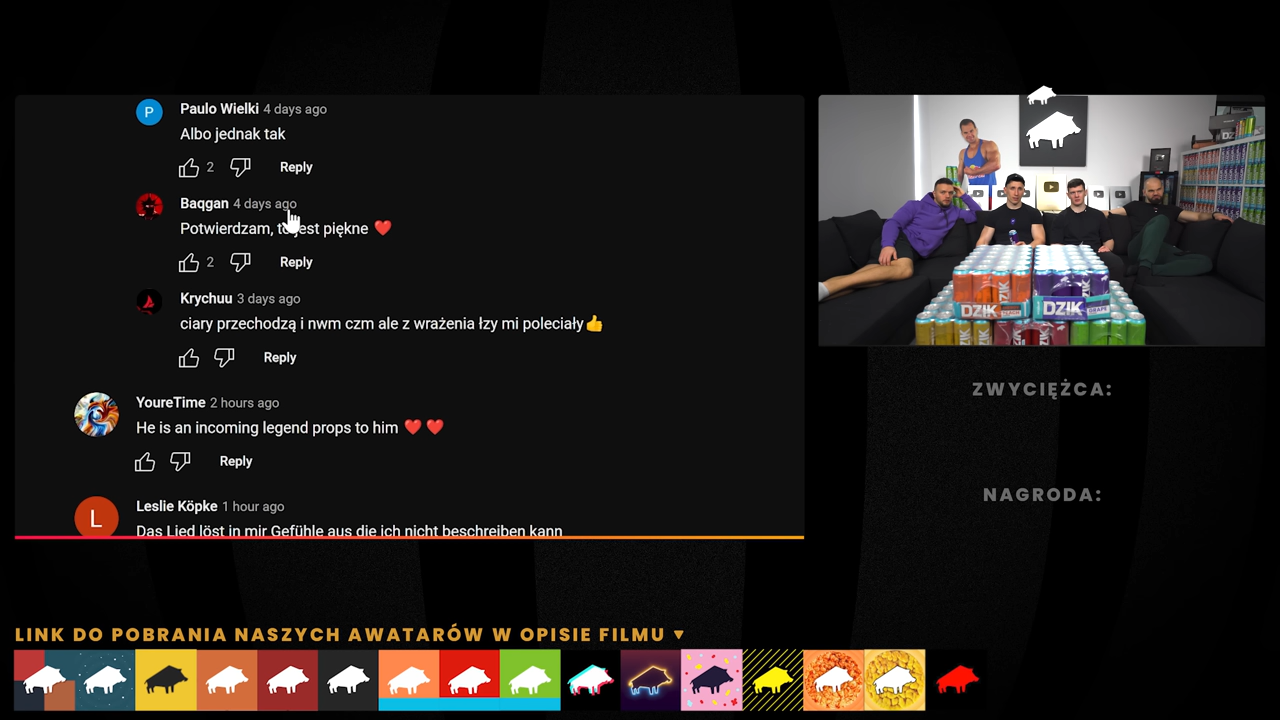 P
Paulo Wielki 4 days ago
Albo jednak tak
2 Reply
Baqgan 4 days ago
Potwierdzam, to jest piękne ❤️
2 Reply
Krychuu 3 days ago
ciary przechodzą i nwm czm ale z wrażenia łzy mi poleciały👍
Reply
YoureTime 2 hours ago
He is an incoming legend props to him ❤️ ❤️
Reply
L
Leslie Köpke 1 hour ago
Das Lied löst in mir Gefühle aus die ich nicht beschreiben kann
DZIK DZIK
ZWYCIĘŻCA:
NAGRODA:
LINK DO POBRANIA NASZYCH AWATARÓW W OPISIE FILMU ▼